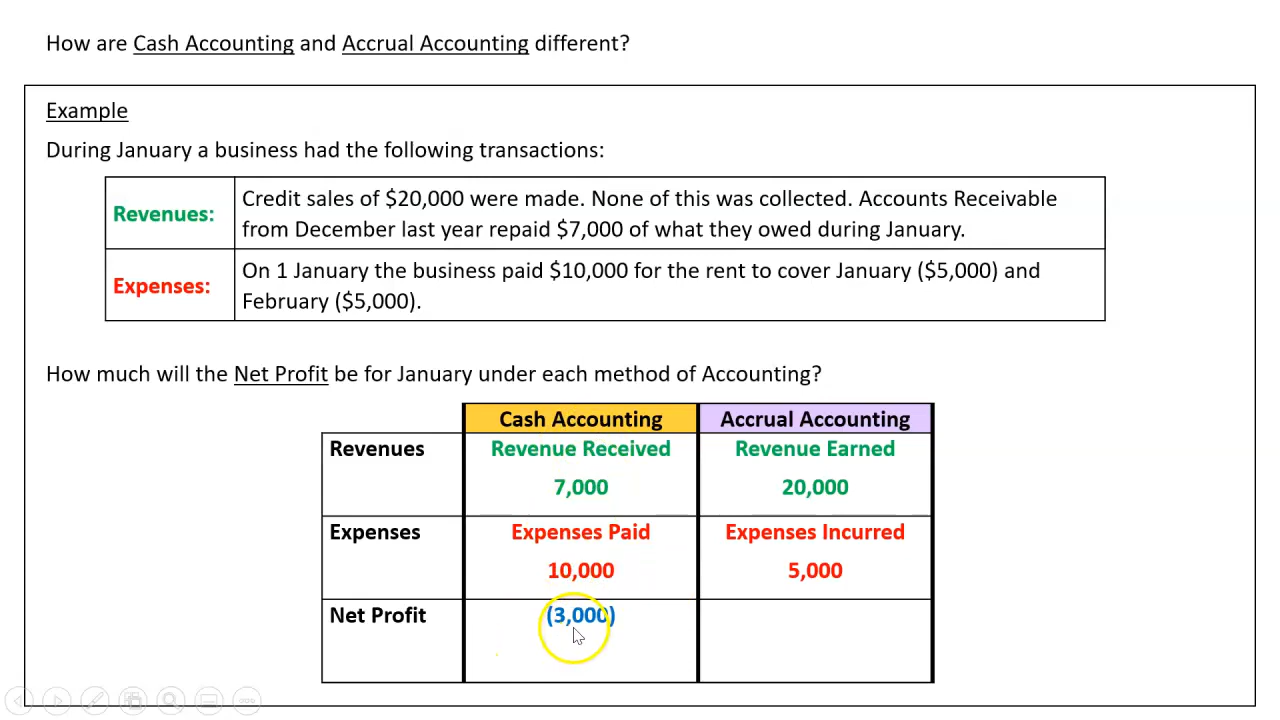 How are Cash Accounting and Accrual Accounting different?
Example
During January a business had the following transactions:
Revenues:
Credit sales of $20,000 were made. None of this was collected. Accounts Receivable
from December last year repaid $7,000 of what they owed during January.
Expenses:
On 1 January the business paid $10,000 for the rent to cover January ($5,000) and
February ($5,000).
How much will the Net Profit be for January under each method of Accounting?
Cash Accounting Accrual Accounting
Revenues Revenue Received Revenue Earned
7,000 20,000
Expenses Expenses Paid Expenses Incurred
10,000 5,000
Net Profit (3,000)